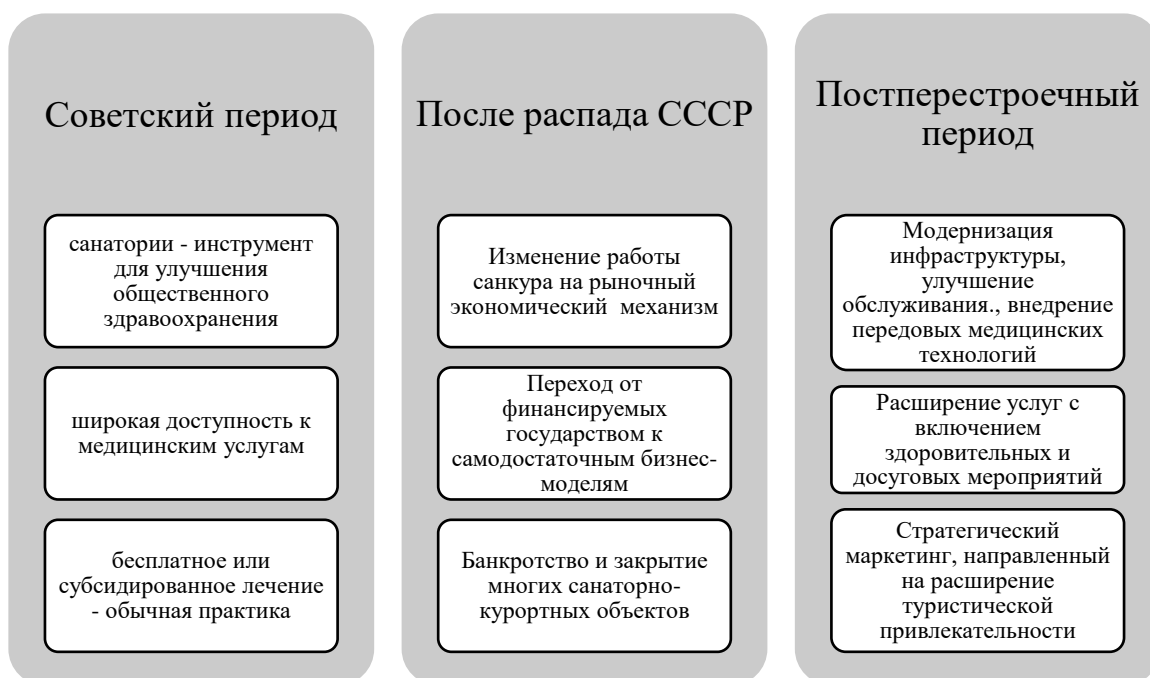 Советский период
санатории - инструмент
для улучшения
общественного
здравоохранения
широкая доступность к
медицинским услугам
бесплатное или
субсидированное лечение
- обычная практика
После распада СССР
Изменение работы
санкура на рыночный
экономический механизм
Переход от
финансируемых
государством к
самодостаточным бизнес-
моделям
Банкротство и закрытие
многих санаторно-
курортных объектов
Постперестроечный
период
Модернизация
инфраструктуры,
улучшение
обслуживания., внедрение
передовых медицинских
технологий
Расширение услуг с
включением
здоровительных и
досуговых мероприятий
Стратегический
маркетинг, направленный
на расширение
туристической
привлекательности